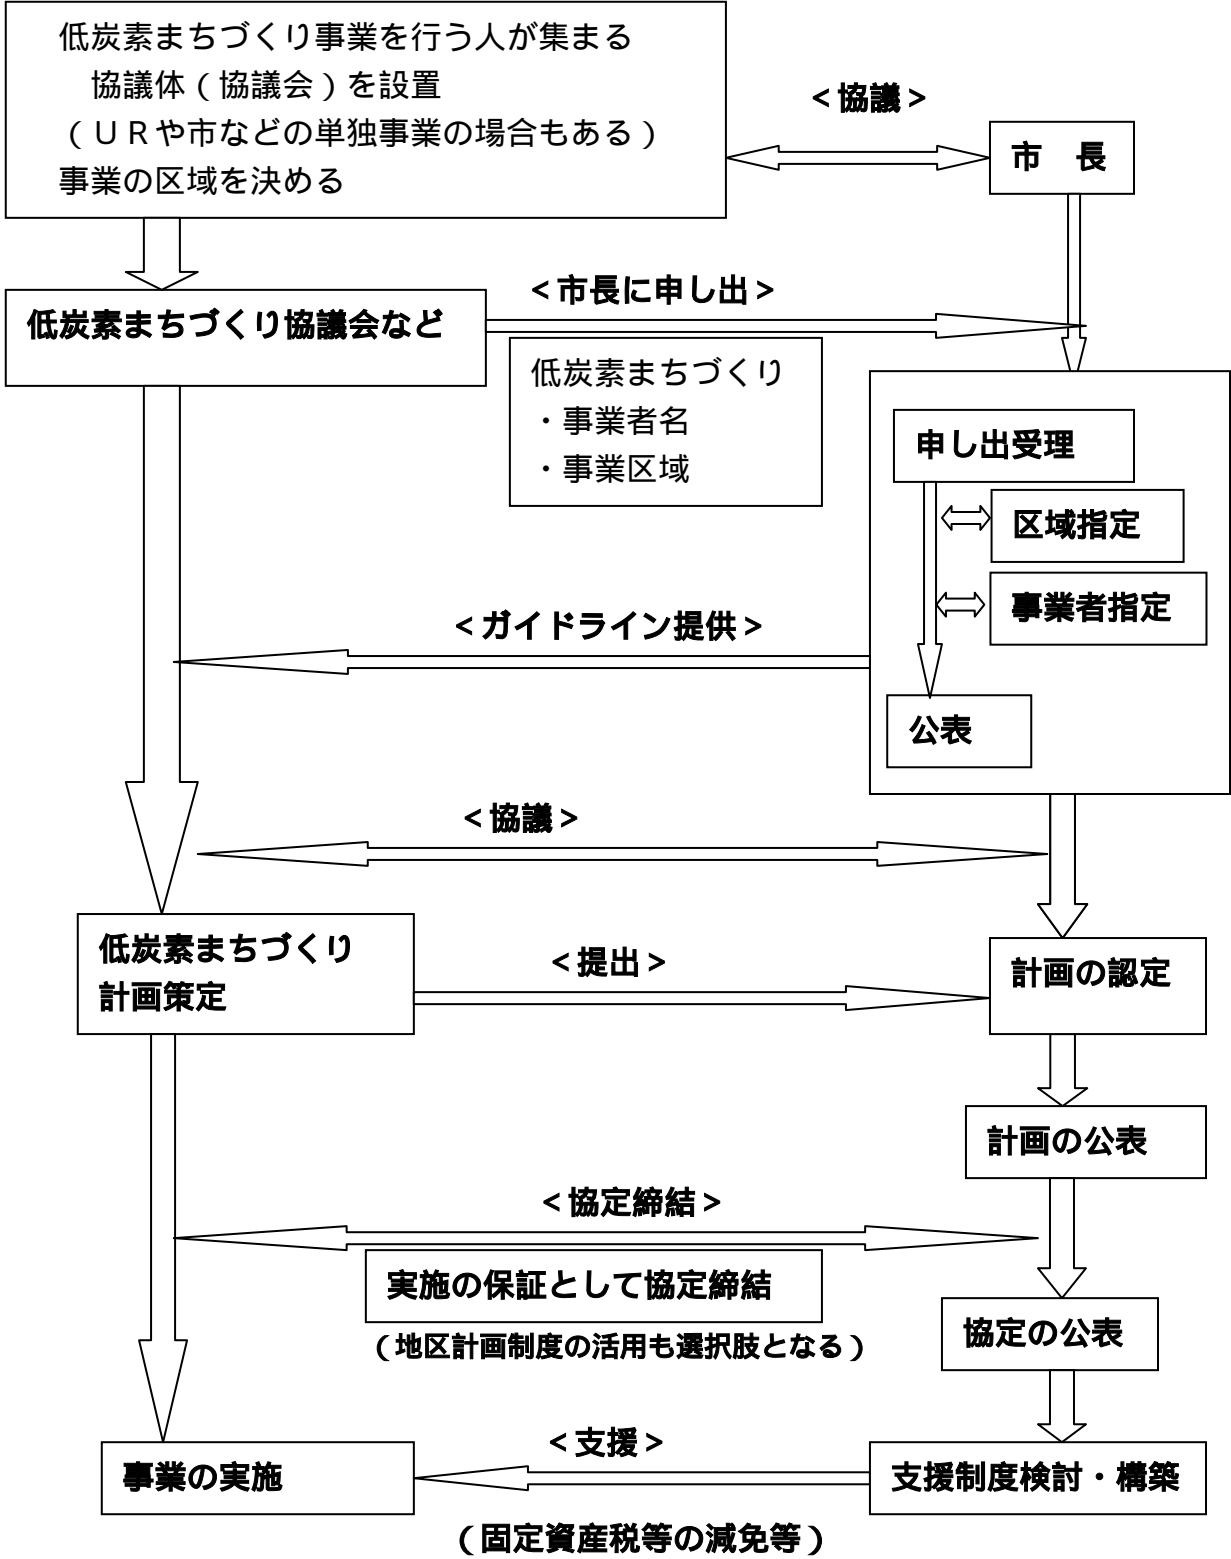 低炭素まちづくり事業を行う人が集まる
協議体（協議会）を設置
（ＵＲや市などの単独事業の場合もある）
事業の区域を決める
＜協議＞
市　長
＜市長に申し出＞
低炭素まちづくり協議会など
低炭素まちづくり
・事業者名
・事業区域
申し出受理
区域指定
事業者指定
＜ガイドライン提供＞
公表
＜協議＞
低炭素まちづくり
計画策定
＜提出＞
計画の認定
計画の公表
＜協定締結＞
実施の保証として協定締結
（地区計画制度の活用も選択肢となる）
協定の公表
＜支援＞
事業の実施
支援制度検討・構築
（固定資産税等の減免等）